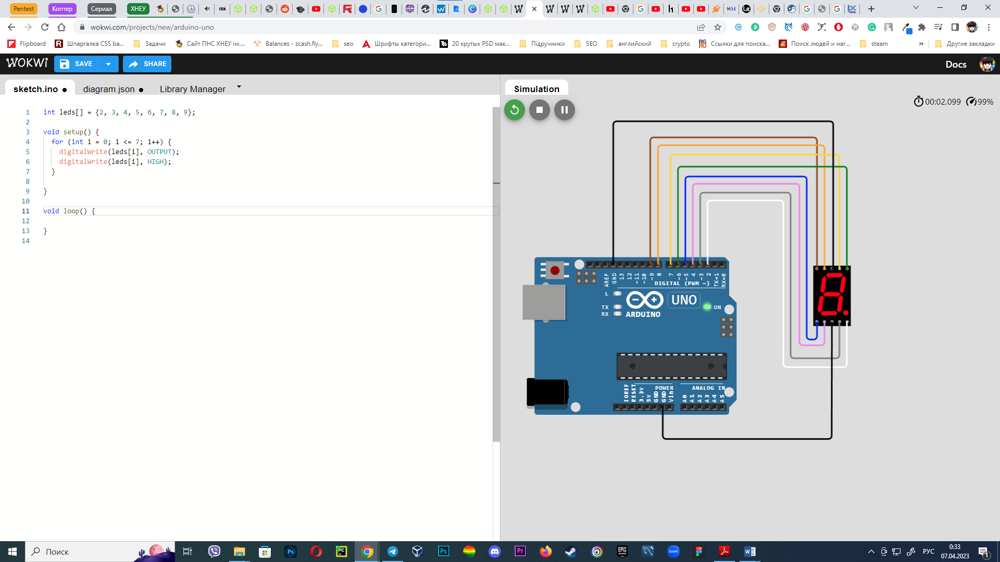 Pentest
Коптер
Сериал
ХНЕУ
wokwi.com/projects/new/arduino-uno
Flipboard
Шпаргалка CSS ba...
Задачи
Сайт ПНС ХНЕУ ім....
Balances - zcash.fly...
seo
Шрифты категори...
20 крутых PSD мак...
Підручники
SEO
английский
crypto
Ссылки для поиска...
Поиск людей и наг...
steam
»
Другие закладки
WOKWi
SAVE
SHARE
Docs
sketch.ino ●
diagram.json ●
Library Manager
Simulation
00:02.099
99%
1 int leds[] = {2, 3, 4, 5, 6, 7, 8, 9};
2
3 void setup() {
4 for (int i = 0; i <= 7; i++) {
5 digitalWrite(leds[i], OUTPUT);
6 digitalWrite(leds[i], HIGH);
7 }
8
9 }
10
11 void loop() {
12
13 }
14
AREF
GND
13
12
~11
~10
~9
8
7
~6
~5
4
~3
2
TX→1
RX←0
DIGITAL (PWM ~)
L
TX
RX
UNO
ON
ARDUINO
8.
IOREF
RESET
3.3V
5V
GND
GND
Vin
POWER
ANALOG IN
A0
A1
A2
A3
A4
A5
Поиск
РУС
0:33
07.04.2023
1